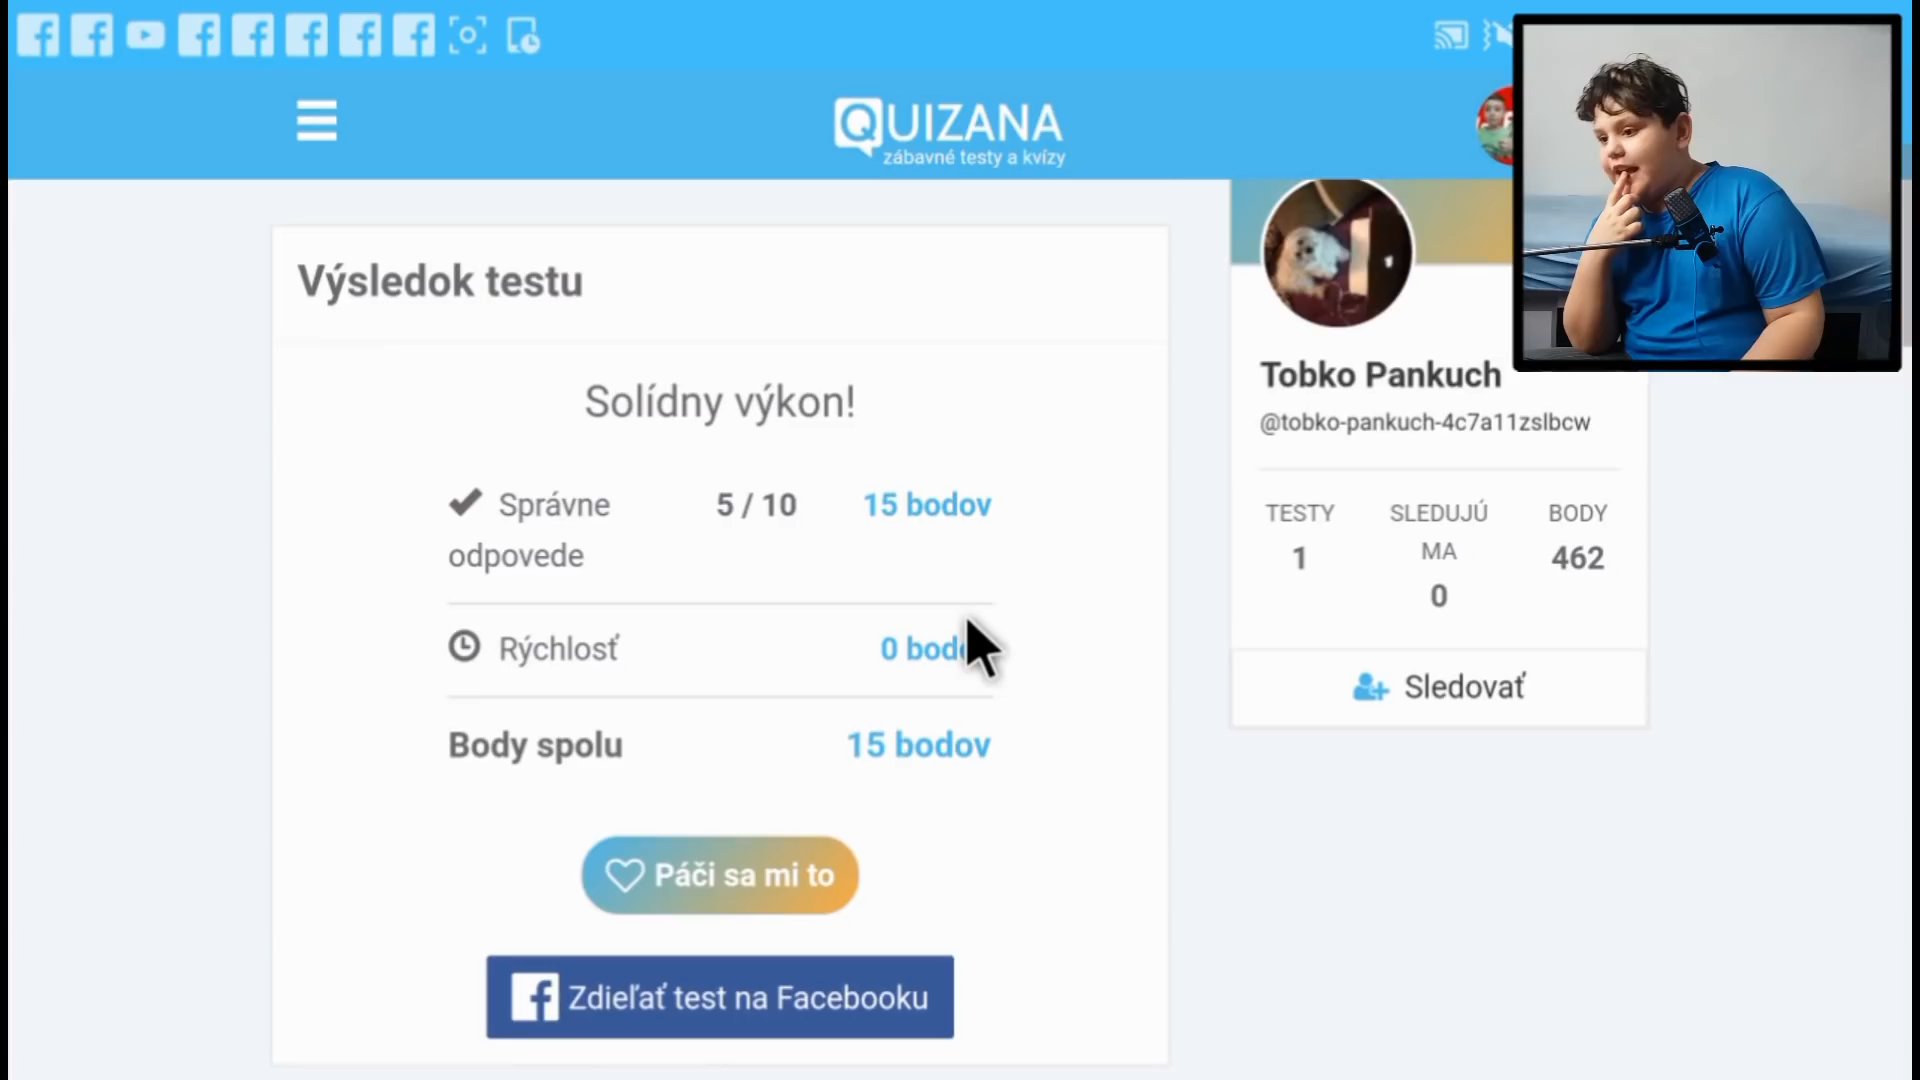 QUIZANA
zábavné testy a kvízy
Výsledok testu
Solídny výkon!
Správne odpovede 5 / 10 15 bodov
Rýchlosť 0 bodov
Body spolu 15 bodov
Páči sa mi to
Zdieľať test na Facebooku
Tobko Pankuch
@tobko-pankuch-4c7a11zslbcw
TESTY SLEDUJÚ MA BODY
1 0 462
Sledovať